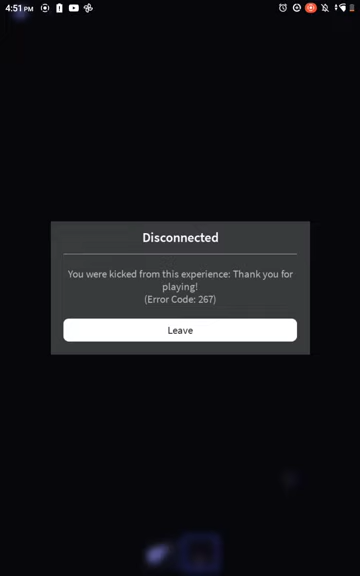 4:51 PM
Disconnected
You were kicked from this experience: Thank you for
playing!
(Error Code: 267)
Leave